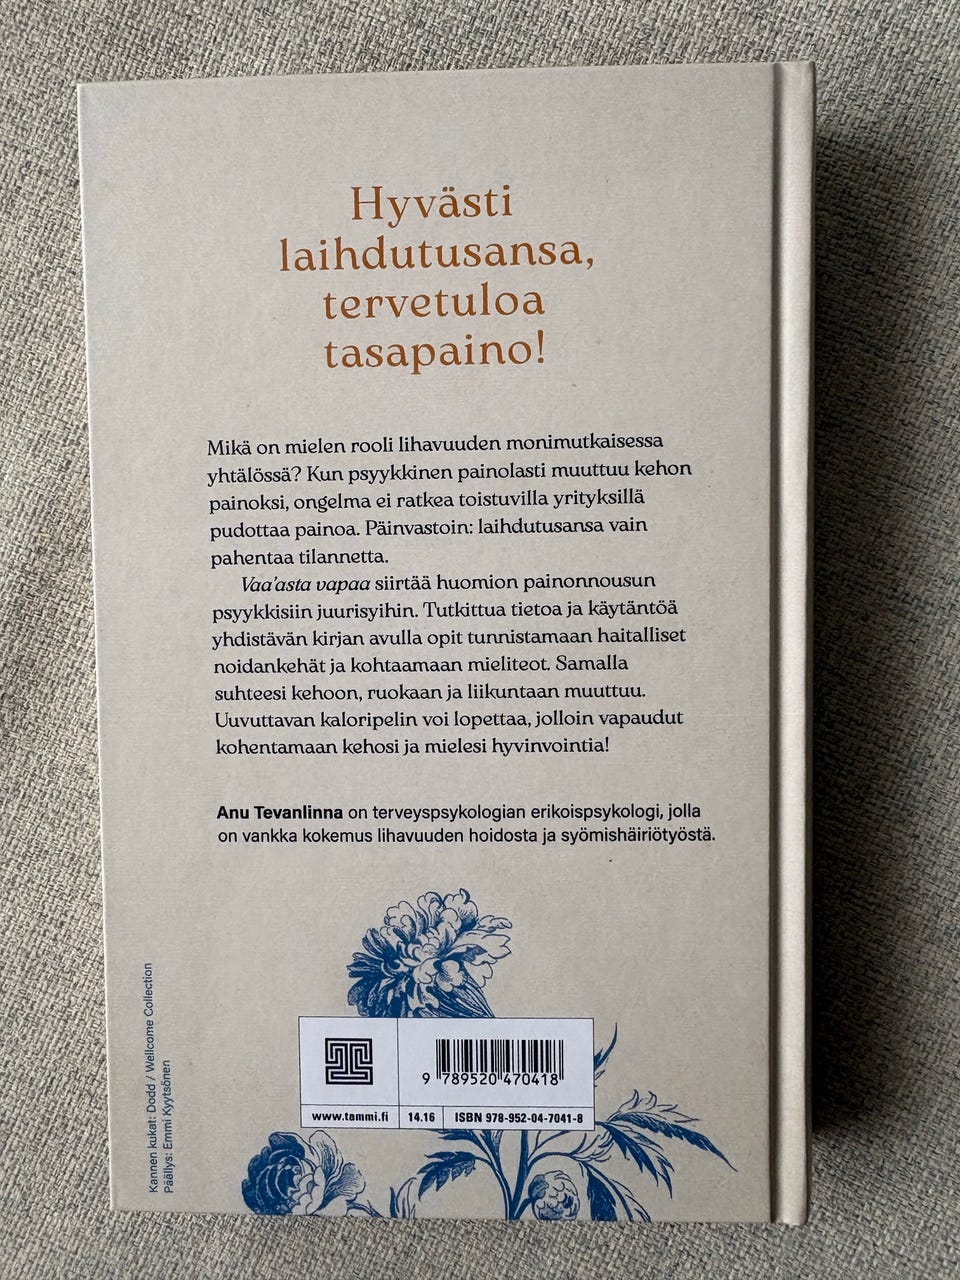 Hyvästi
laihdutusansa,
tervetuloa
tasapaino!
Mikä on mielen rooli lihavuuden monimutkaisessa
yhtälössä? Kun psyykkinen painolasti muuttuu kehon
painoksi, ongelma ei ratkea toistuvilla yrityksillä
pudottaa painoa. Päinvastoin: laihdutusansa vain
pahentaa tilannetta.
Vaa'asta vapaa siirtää huomion painonnousun
psyykkisiin juurisyihin. Tutkittua tietoa ja käytäntöä
yhdistävän kirjan avulla opit tunnistamaan haitalliset
noidankehät ja kohtaamaan mieliteot. Samalla
suhteesi kehoon, ruokaan ja liikuntaan muuttuu.
Uuvuttavan kaloripelin voi lopettaa, jolloin vapaudut
kohentamaan kehosi ja mielesi hyvinvointia!
Anu Tevanlinna on terveyspsykologian erikoispsykologi, jolla
on vankka kokemus lihavuuden hoidosta ja syömishäiriötyöstä.
Kannen kukat: Dodd / Wellcome Collection
Päällys: Emmi Kyytsönen
9 789520 470418
www.tammi.fi 14.16 ISBN 978-952-04-7041-8